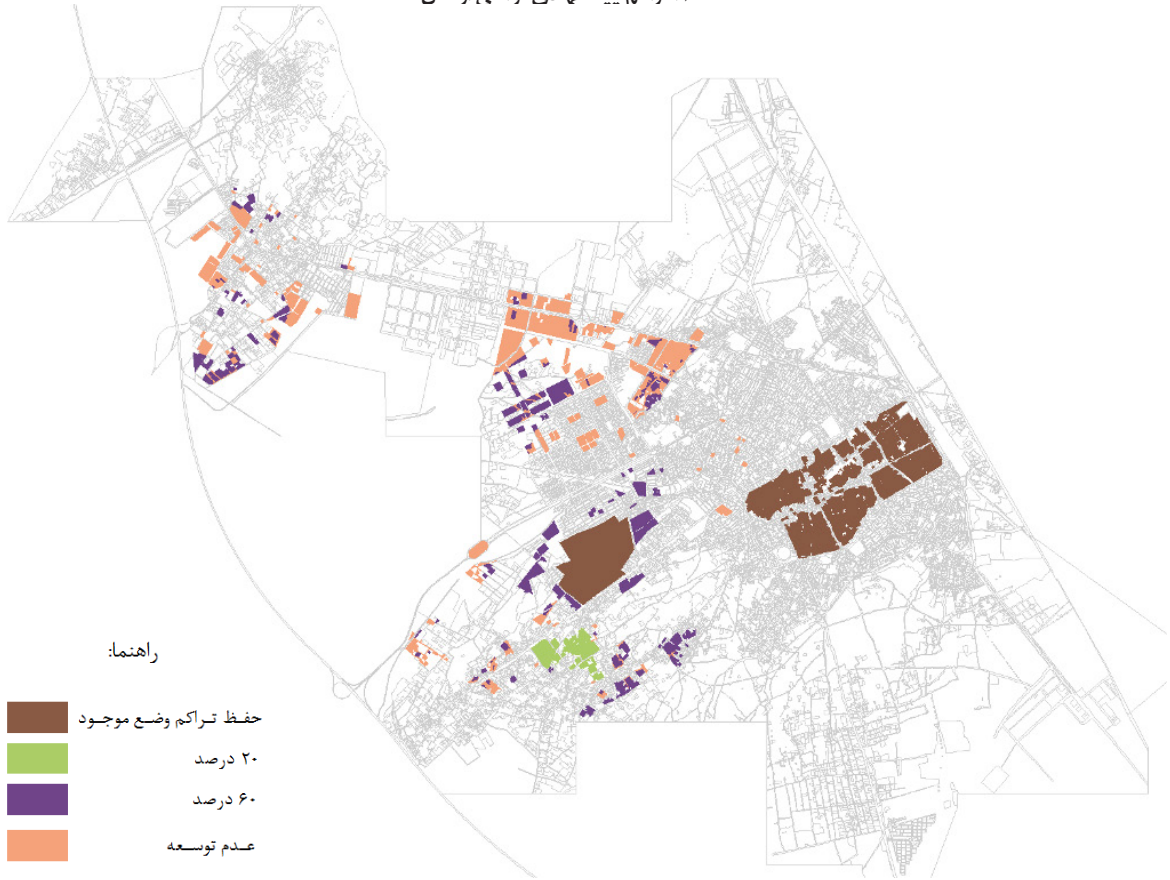 راهنما:
حفظ تراکم وضع موجود
۲۰ درصد
۶۰ درصد
عدم توسعه